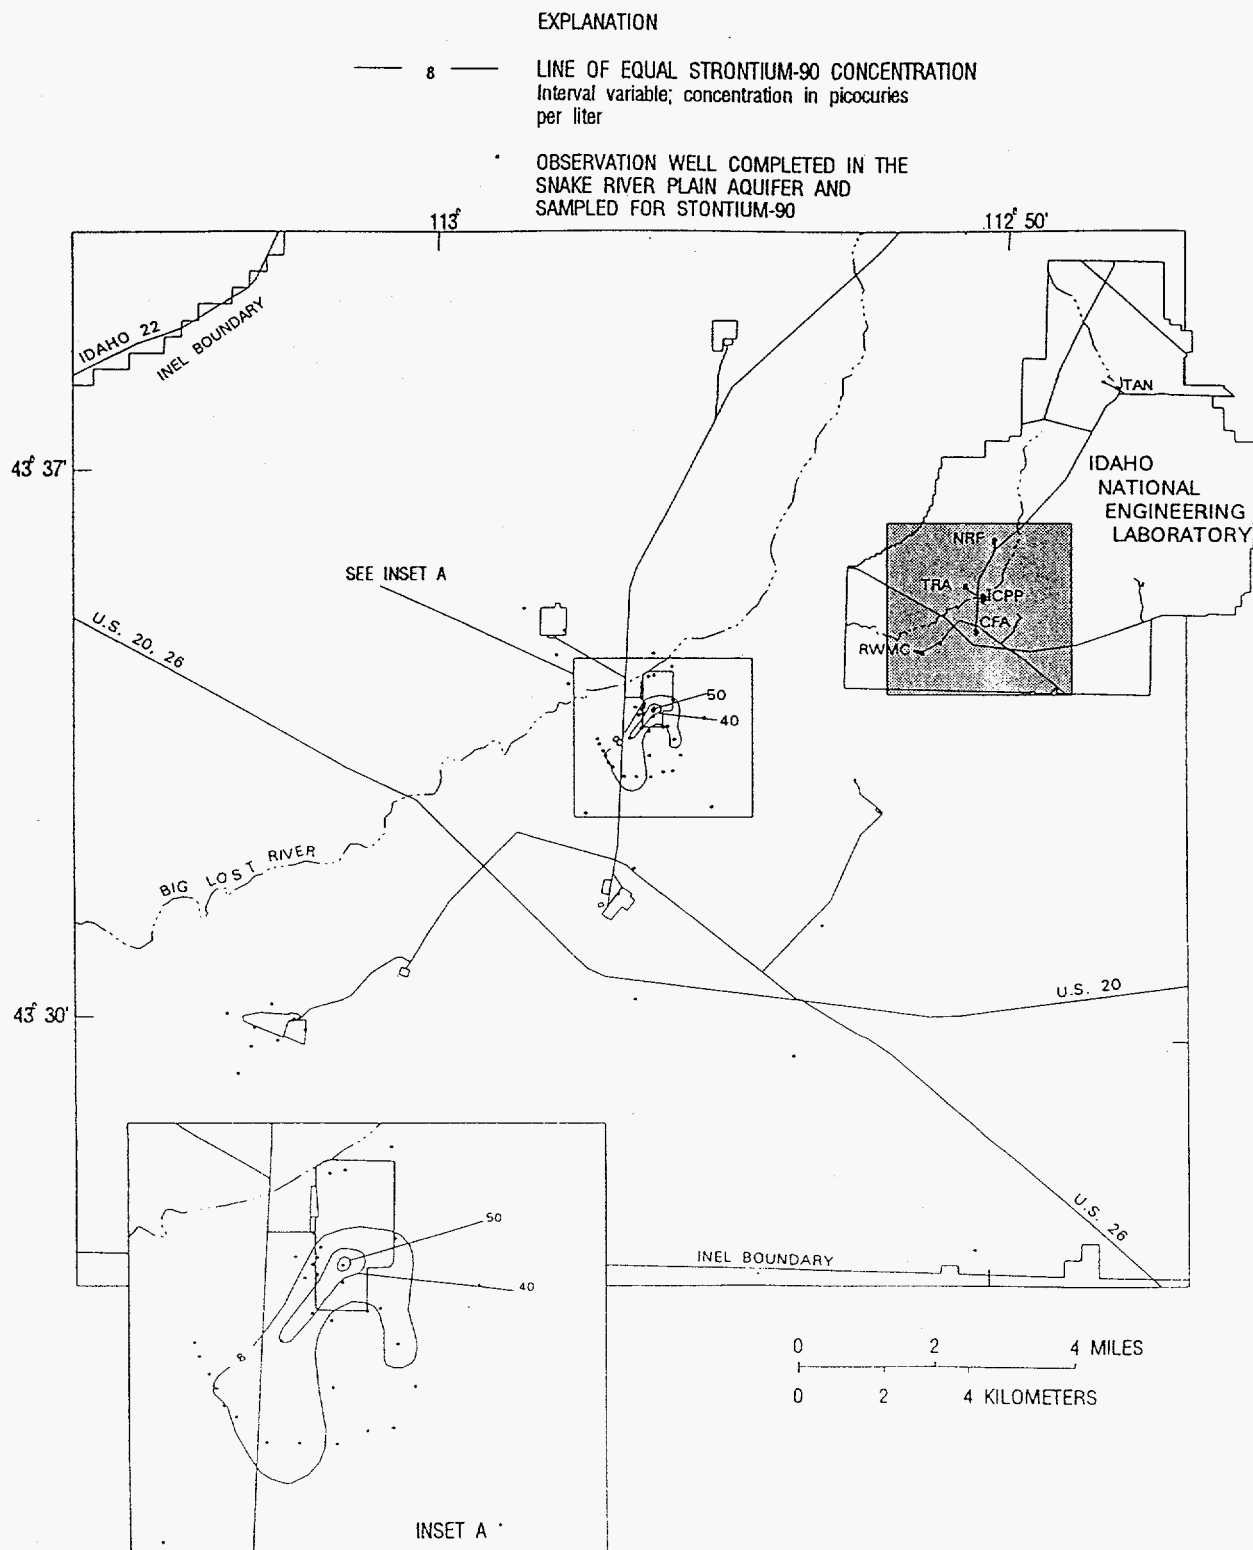 EXPLANATION
8
LINE OF EQUAL STRONTIUM-90 CONCENTRATION
Interval variable; concentration in picocuries
per liter
OBSERVATION WELL COMPLETED IN THE
SNAKE RIVER PLAIN AQUIFER AND
SAMPLED FOR STONTIUM-90
113°
112° 50'
IDAHO 22
INEL BOUNDARY
TAN
43° 37'
IDAHO
NATIONAL
ENGINEERING
LABORATORY
NRF
SEE INSET A
TRA
ICPP
CFA
RWMC
U.S. 20, 26
50
40
8
BIG LOST RIVER
U.S. 20
43° 30'
U.S. 26
50
INEL BOUNDARY
40
8
0 2 4 MILES
0 2 4 KILOMETERS
INSET A